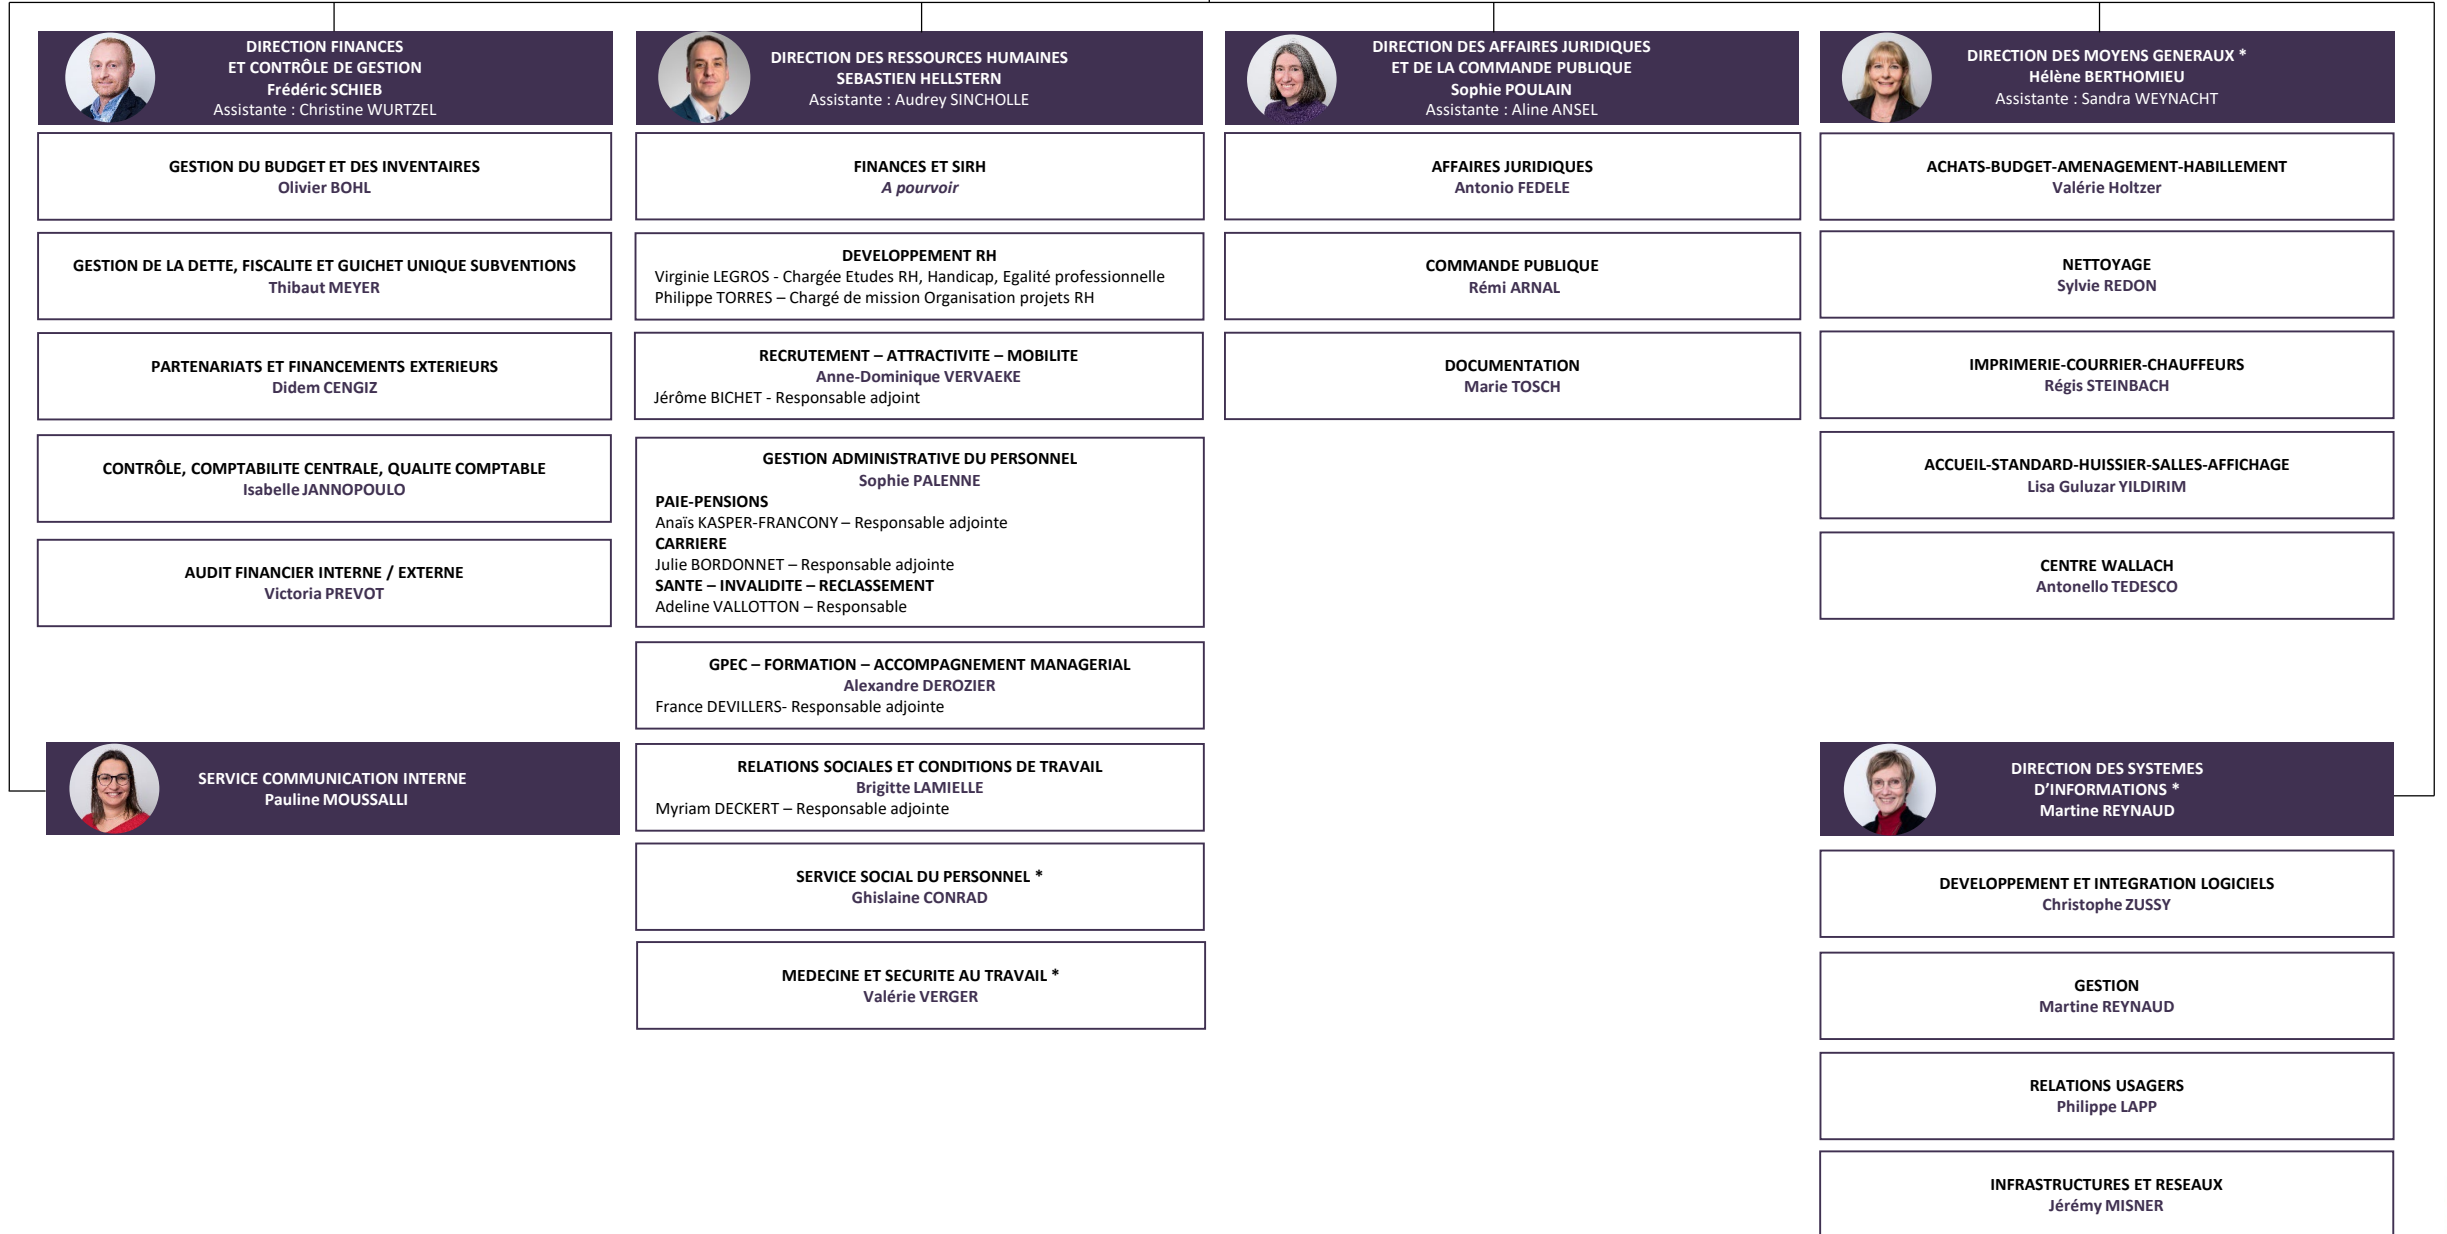 DIRECTION FINANCES
ET CONTRÔLE DE GESTION
Frédéric SCHIEB
Assistante : Christine WURTZEL
GESTION DU BUDGET ET DES INVENTAIRES
Olivier BOHL
GESTION DE LA DETTE, FISCALITE ET GUICHET UNIQUE SUBVENTIONS
Thibaut MEYER
PARTENARIATS ET FINANCEMENTS EXTERIEURS
Didem CENGIZ
CONTRÔLE, COMPTABILITE CENTRALE, QUALITE COMPTABLE
Isabelle JANNOPOULO
AUDIT FINANCIER INTERNE / EXTERNE
Victoria PREVOT
SERVICE COMMUNICATION INTERNE
Pauline MOUSSALLI
DIRECTION DES RESSOURCES HUMAINES
SEBASTIEN HELLSTERN
Assistante : Audrey SINCHOLLE
FINANCES ET SIRH
A pourvoir
DEVELOPPEMENT RH
Virginie LEGROS - Chargée Etudes RH, Handicap, Egalité professionnelle
Philippe TORRES – Chargé de mission Organisation projets RH
RECRUTEMENT – ATTRACTIVITE – MOBILITE
Anne-Dominique VERVAEKE
Jérôme BICHET - Responsable adjoint
GESTION ADMINISTRATIVE DU PERSONNEL
Sophie PALENNE
PAIE-PENSIONS
Anaïs KASPER-FRANCONY – Responsable adjointe
CARRIERE
Julie BORDONNET – Responsable adjointe
SANTE – INVALIDITE – RECLASSEMENT
Adeline VALLOTTON – Responsable
GPEC – FORMATION – ACCOMPAGNEMENT MANAGERIAL
Alexandre DEROZIER
France DEVILLERS- Responsable adjointe
RELATIONS SOCIALES ET CONDITIONS DE TRAVAIL
Brigitte LAMIELLE
Myriam DECKERT – Responsable adjointe
SERVICE SOCIAL DU PERSONNEL *
Ghislaine CONRAD
MEDECINE ET SECURITE AU TRAVAIL *
Valérie VERGER
DIRECTION DES AFFAIRES JURIDIQUES
ET DE LA COMMANDE PUBLIQUE
Sophie POULAIN
Assistante : Aline ANSEL
AFFAIRES JURIDIQUES
Antonio FEDELE
COMMANDE PUBLIQUE
Rémi ARNAL
DOCUMENTATION
Marie TOSCH
DIRECTION DES MOYENS GENERAUX *
Hélène BERTHOMIEU
Assistante : Sandra WEYNACHT
ACHATS-BUDGET-AMENAGEMENT-HABILLEMENT
Valérie Holtzer
NETTOYAGE
Sylvie REDON
IMPRIMERIE-COURRIER-CHAUFFEURS
Régis STEINBACH
ACCUEIL-STANDARD-HUISSIER-SALLES-AFFICHAGE
Lisa Guluzar YILDIRIM
CENTRE WALLACH
Antonello TEDESCO
DIRECTION DES SYSTEMES
D'INFORMATIONS *
Martine REYNAUD
DEVELOPPEMENT ET INTEGRATION LOGICIELS
Christophe ZUSSY
GESTION
Martine REYNAUD
RELATIONS USAGERS
Philippe LAPP
INFRASTRUCTURES ET RESEAUX
Jérémy MISNER